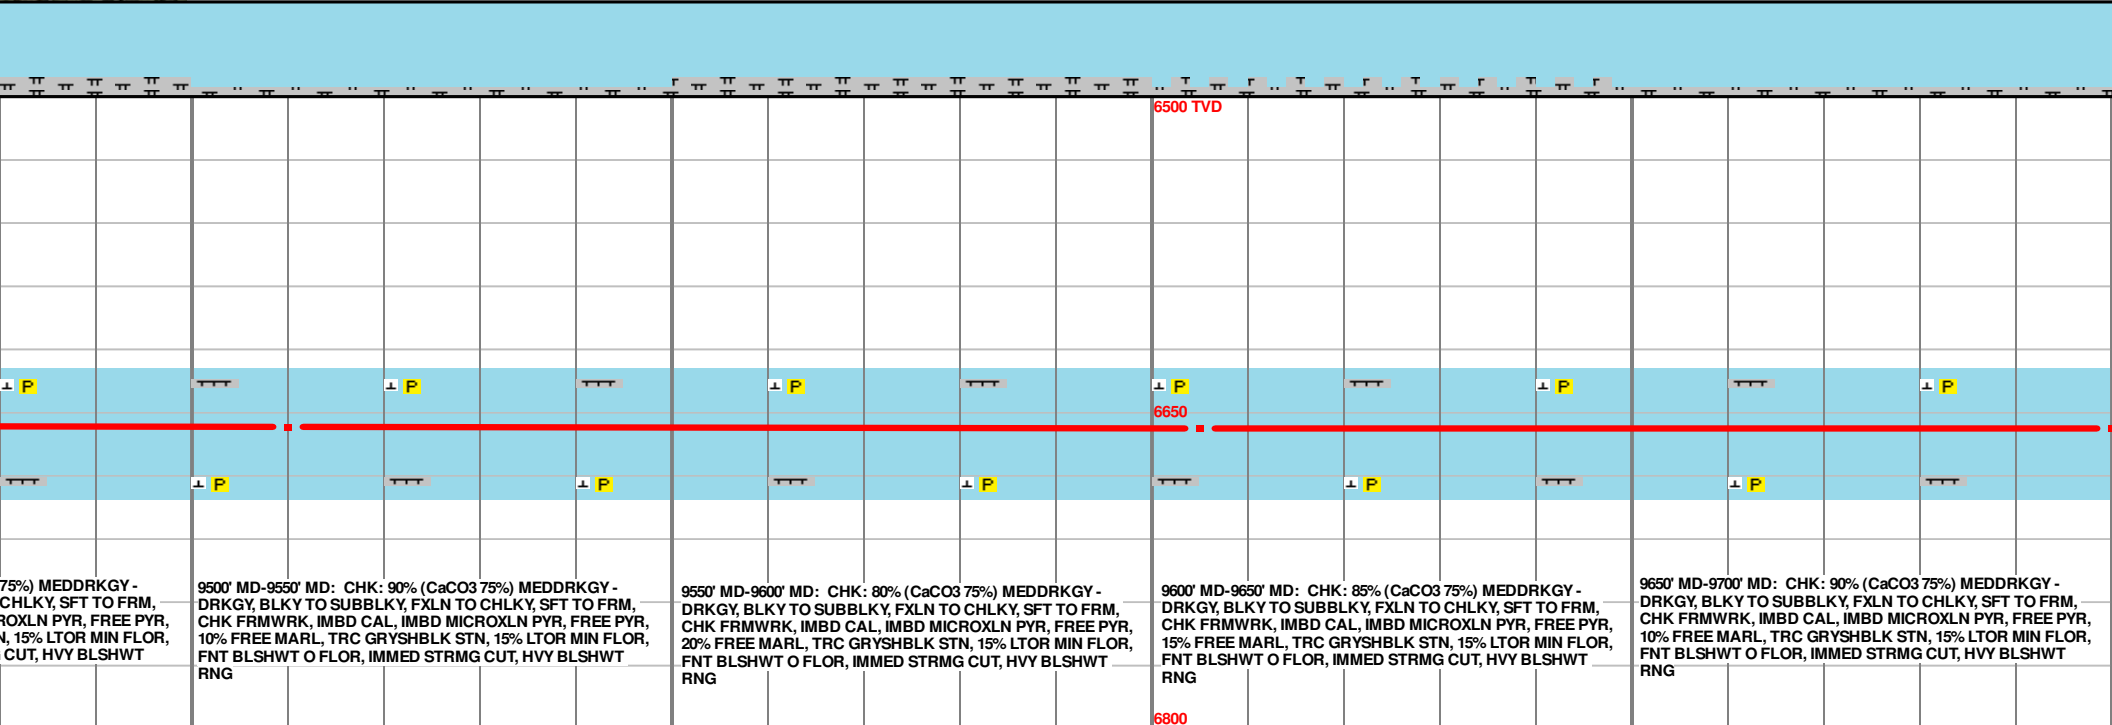 6500 TVD
P P P P P P
6650
P P P P P
75%) MEDDRKGY -
CHLKY, SFT TO FRM,
ROXLN PYR, FREE PYR,
N, 15% LTOR MIN FLOR,
CUT, HVY BLSHWT
9500' MD-9550' MD: CHK: 90% (CaCO3 75%) MEDDRKGY -
DRKGY, BLKY TO SUBBLKY, FXLN TO CHLKY, SFT TO FRM,
CHK FRMWRK, IMBD CAL, IMBD MICROXLN PYR, FREE PYR,
10% FREE MARL, TRC GRYSHBLK STN, 15% LTOR MIN FLOR,
FNT BLSHWT O FLOR, IMMED STRMG CUT, HVY BLSHWT
RNG
9550' MD-9600' MD: CHK: 80% (CaCO3 75%) MEDDRKGY -
DRKGY, BLKY TO SUBBLKY, FXLN TO CHLKY, SFT TO FRM,
CHK FRMWRK, IMBD CAL, IMBD MICROXLN PYR, FREE PYR,
20% FREE MARL, TRC GRYSHBLK STN, 15% LTOR MIN FLOR,
FNT BLSHWT O FLOR, IMMED STRMG CUT, HVY BLSHWT
RNG
9600' MD-9650' MD: CHK: 85% (CaCO3 75%) MEDDRKGY -
DRKGY, BLKY TO SUBBLKY, FXLN TO CHLKY, SFT TO FRM,
CHK FRMWRK, IMBD CAL, IMBD MICROXLN PYR, FREE PYR,
15% FREE MARL, TRC GRYSHBLK STN, 15% LTOR MIN FLOR,
FNT BLSHWT O FLOR, IMMED STRMG CUT, HVY BLSHWT
RNG
9650' MD-9700' MD: CHK: 90% (CaCO3 75%) MEDDRKGY -
DRKGY, BLKY TO SUBBLKY, FXLN TO CHLKY, SFT TO FRM,
CHK FRMWRK, IMBD CAL, IMBD MICROXLN PYR, FREE PYR,
10% FREE MARL, TRC GRYSHBLK STN, 15% LTOR MIN FLOR,
FNT BLSHWT O FLOR, IMMED STRMG CUT, HVY BLSHWT
RNG
6800